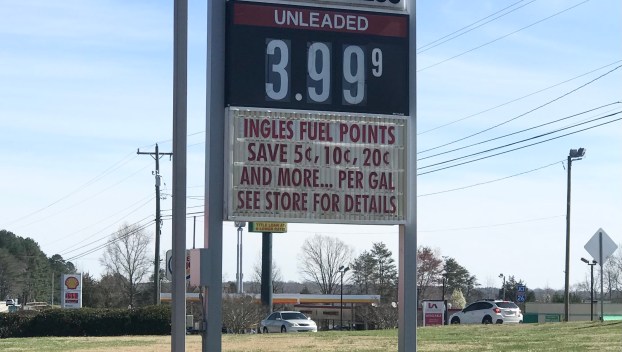 UNLEADED
3.99 9
INGLES FUEL POINTS
SAVE 5¢, 10¢, 20¢
AND MORE... PER GAL
SEE STORE FOR DETAILS